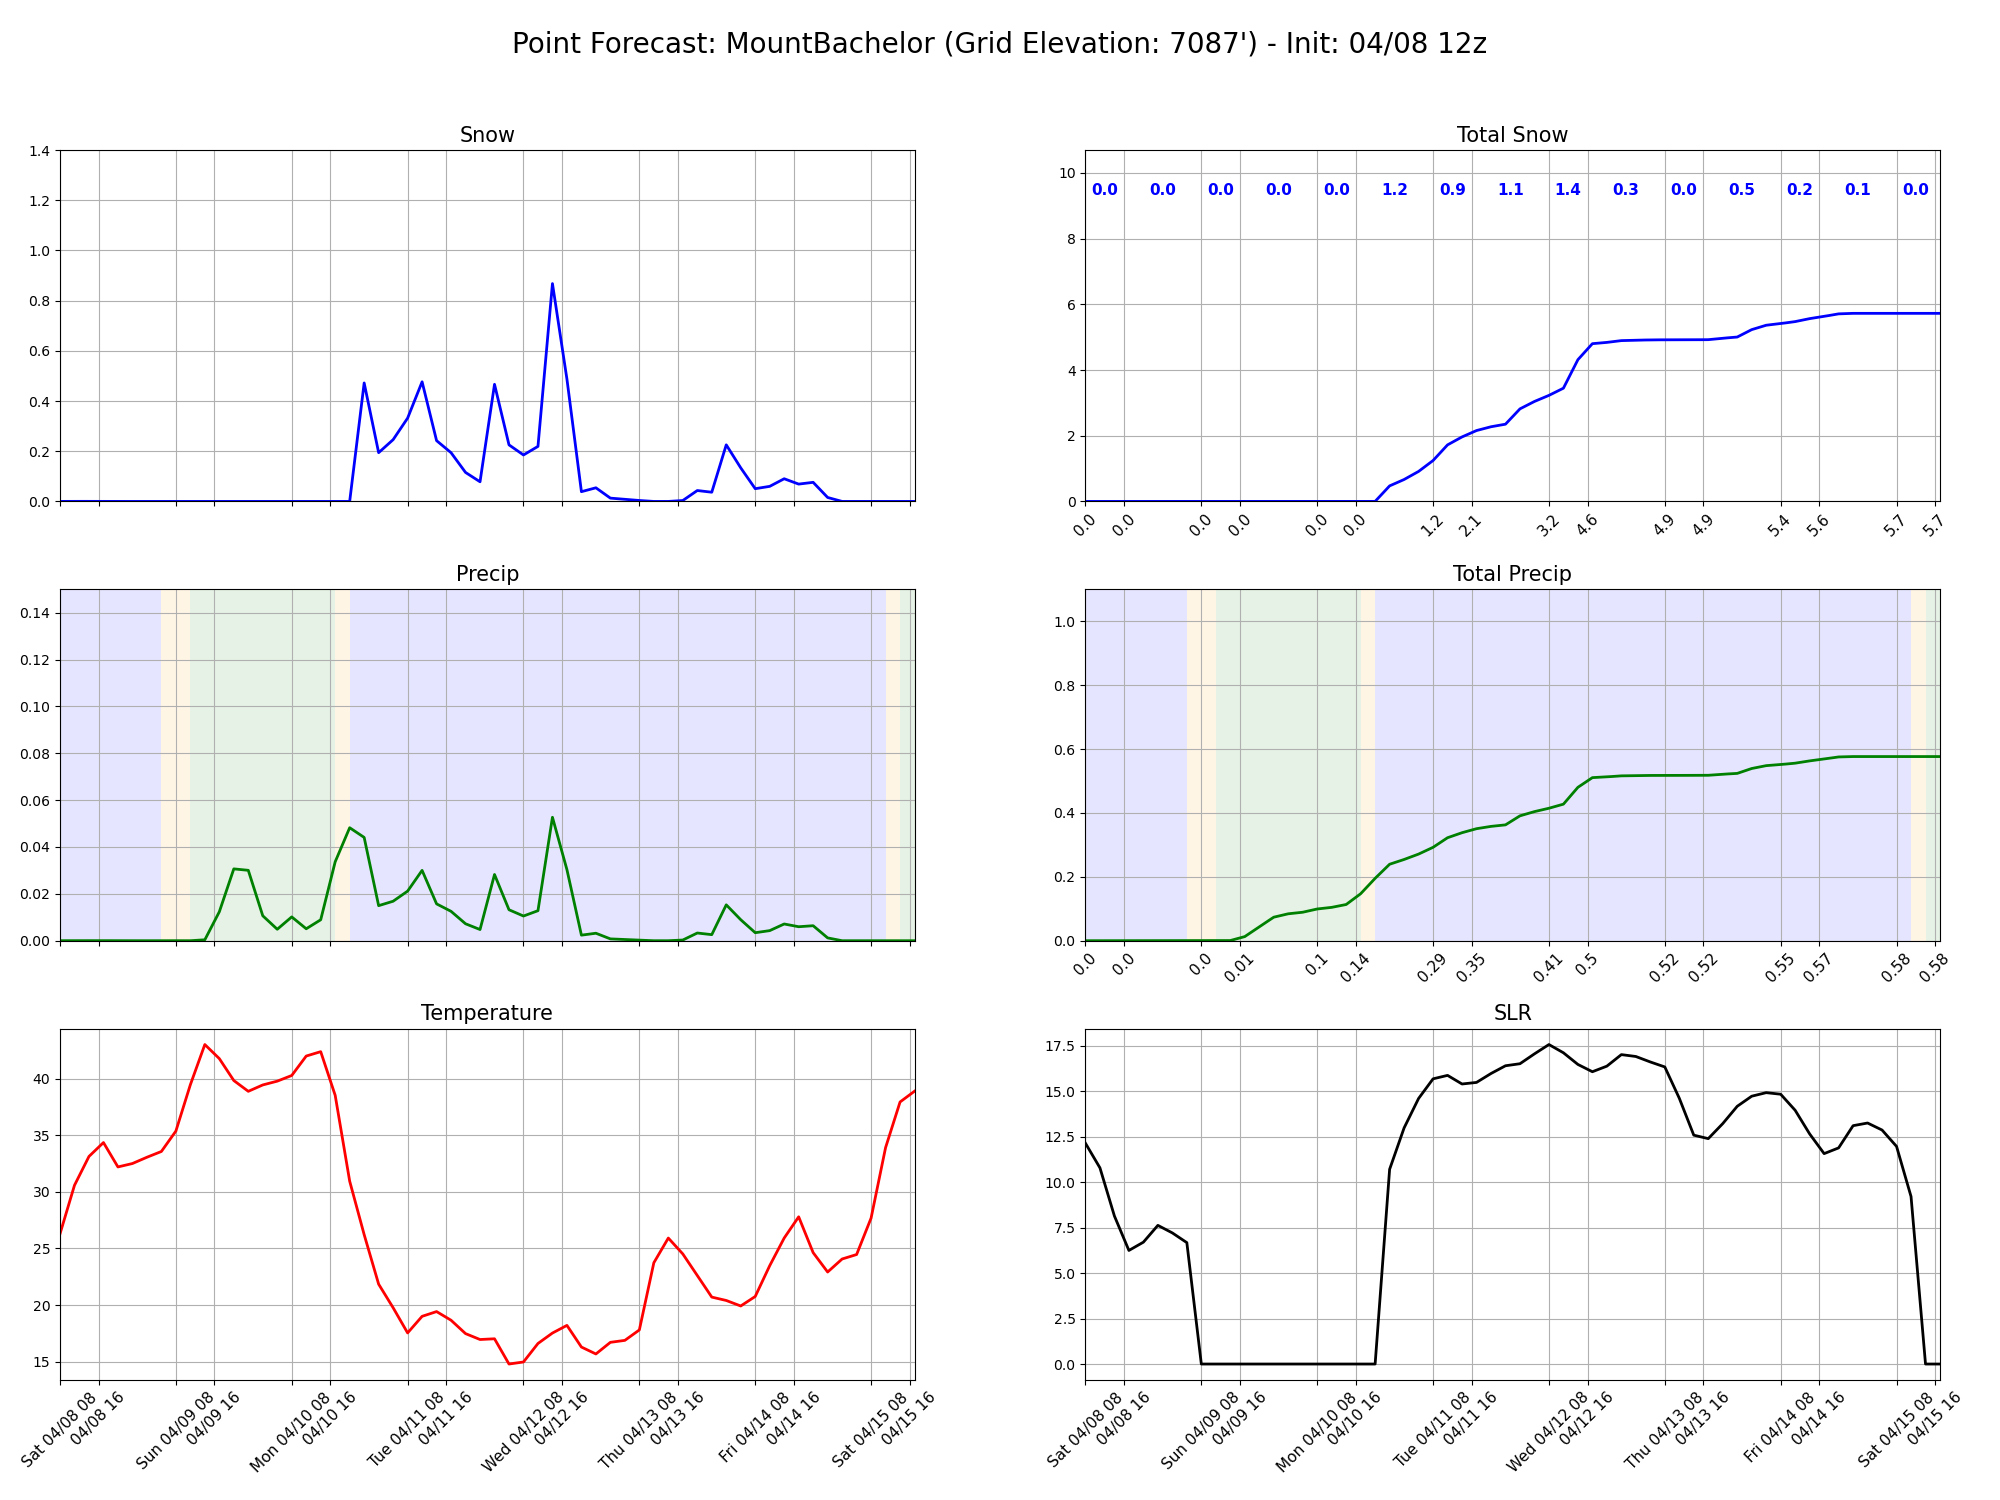 Point Forecast: MountBachelor (Grid Elevation: 7087') - Init: 04/08 12z
Snow
1.4
1.2
1.0
0.8
0.6
0.4
0.2
0.0
Total Snow
10
8
6
4
2
0
0.0 0.0 0.0 0.0 0.0 1.2 0.9 1.1 1.4 0.3 0.0 0.5 0.2 0.1 0.0
0.0 0.0 0.0 0.0 0.0 0.0 1.2 2.1 3.2 4.6 4.9 4.9 5.4 5.6 5.7 5.7
Precip
0.14
0.12
0.10
0.08
0.06
0.04
0.02
0.00
Total Precip
1.0
0.8
0.6
0.4
0.2
0.0
0.0 0.0 0.0 0.01 0.1 0.14 0.29 0.35 0.41 0.5 0.52 0.52 0.55 0.57 0.58 0.58
Temperature
40
35
30
25
20
15
Sat 04/08 08
04/08 16
Sun 04/09 08
04/09 16
Mon 04/10 08
04/10 16
Tue 04/11 08
04/11 16
Wed 04/12 08
04/12 16
Thu 04/13 08
04/13 16
Fri 04/14 08
04/14 16
Sat 04/15 08
04/15 16
SLR
17.5
15.0
12.5
10.0
7.5
5.0
2.5
0.0
Sat 04/08 08
04/08 16
Sun 04/09 08
04/09 16
Mon 04/10 08
04/10 16
Tue 04/11 08
04/11 16
Wed 04/12 08
04/12 16
Thu 04/13 08
04/13 16
Fri 04/14 08
04/14 16
Sat 04/15 08
04/15 16